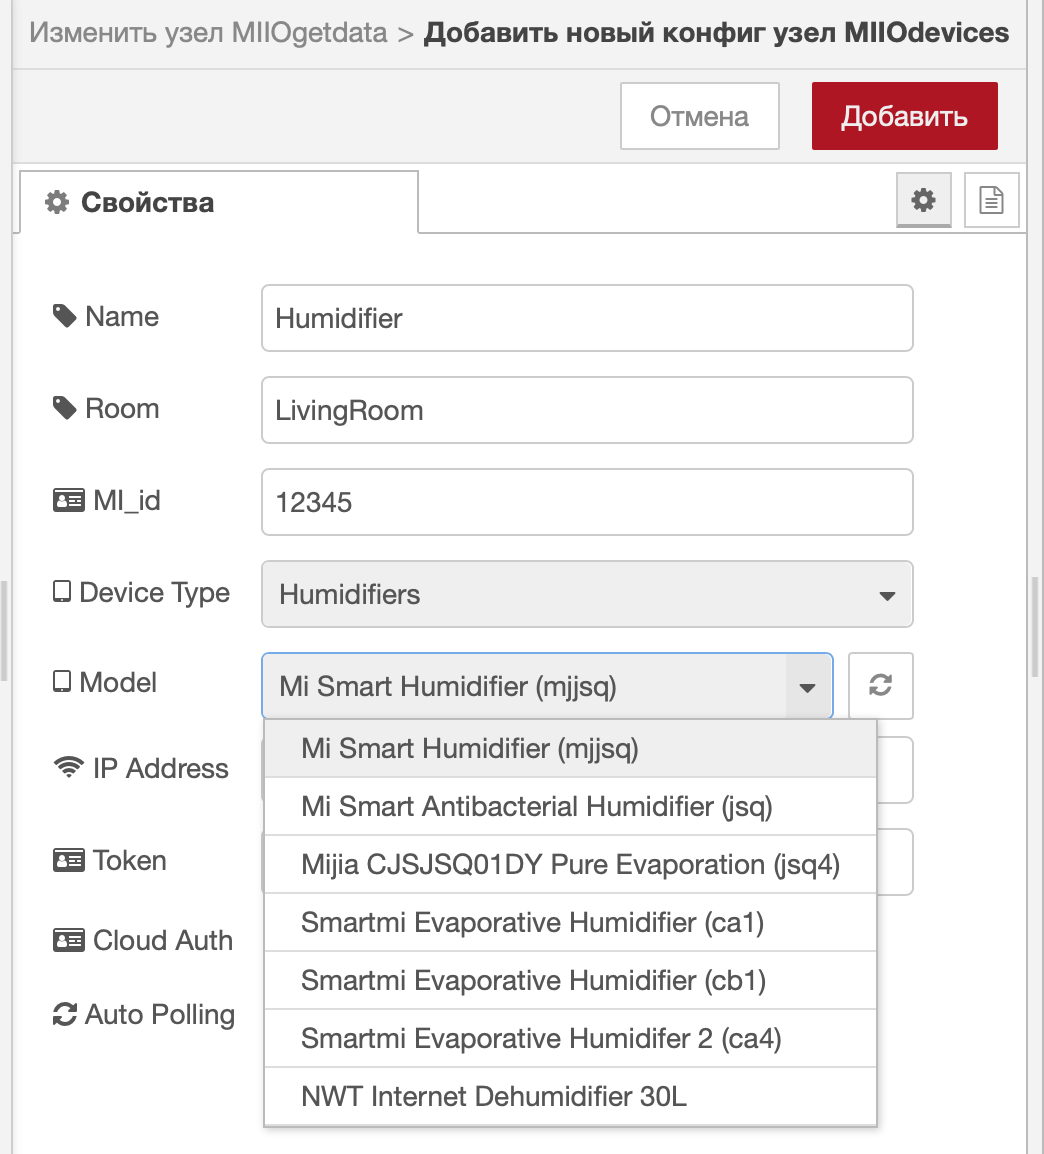 Изменить узел MIIOgetdata > Добавить новый конфиг узел MIIOdevices
Отмена
Добавить
Свойства
Name
Humidifier
Room
LivingRoom
MI_id
12345
Device Type
Humidifiers
Model
Mi Smart Humidifier (mjjsq)
Mi Smart Humidifier (mjjsq)
IP Address
Mi Smart Antibacterial Humidifier (jsq)
Token
Mijia CJSJSQ01DY Pure Evaporation (jsq4)
Smartmi Evaporative Humidifier (ca1)
Cloud Auth
Smartmi Evaporative Humidifier (cb1)
Auto Polling
Smartmi Evaporative Humidifer 2 (ca4)
NWT Internet Dehumidifier 30L